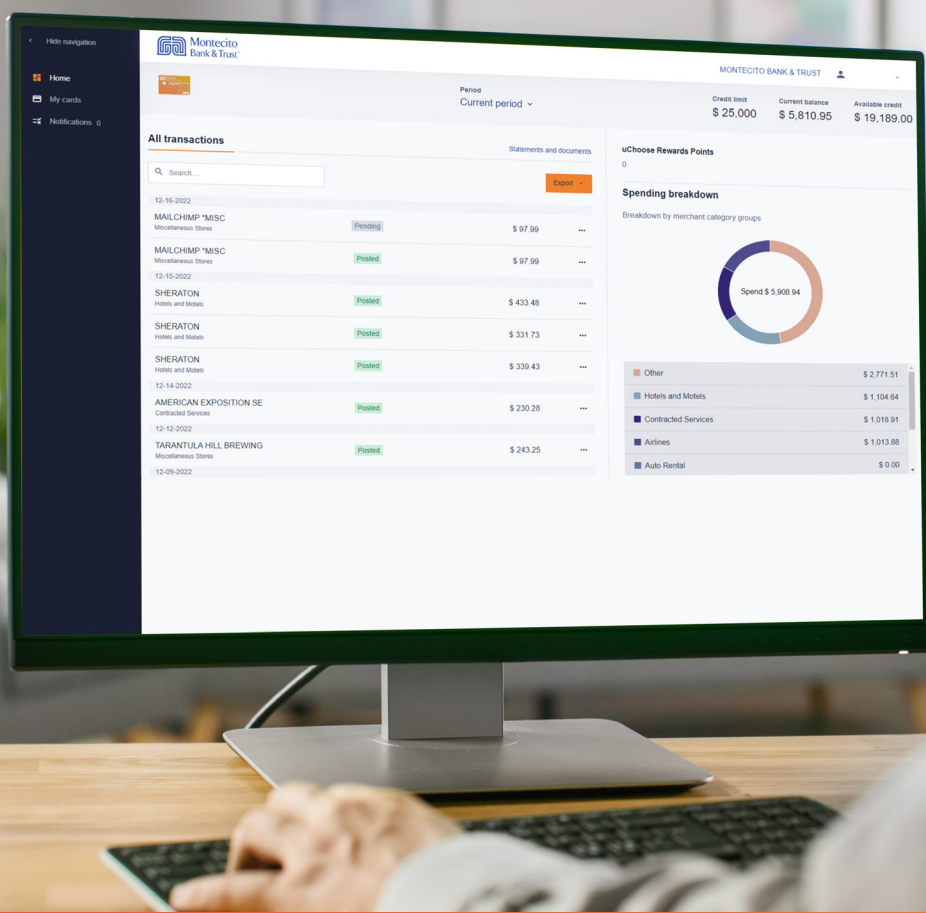 Hide navigation
Home
My cards
Notifications 0
Montecito
Bank & Trust
MONTECITO BANK & TRUST
Period
Current period
Credit limit
$ 25,000
Current balance
$ 5,810.95
Available credit
$ 19,189.00
All transactions
Statements and documents
Search...
Export
12-16-2022
MAILCHIMP *MISC
Miscellaneous Stores
Pending
$ 97.99
MAILCHIMP *MISC
Miscellaneous Stores
Posted
$ 97.99
12-15-2022
SHERATON
Hotels and Motels
Posted
$ 433.48
SHERATON
Hotels and Motels
Posted
$ 331.73
SHERATON
Hotels and Motels
Posted
$ 339.43
12-14-2022
AMERICAN EXPOSITION SE
Contracted Services
Posted
$ 230.28
12-12-2022
TARANTULA HILL BREWING
Miscellaneous Stores
Posted
$ 243.25
12-09-2022
uChoose Rewards Points
0
Spending breakdown
Breakdown by merchant category groups
Spend $ 5,908.94
Other
$ 2,771.51
Hotels and Motels
$ 1,104.64
Contracted Services
$ 1,018.91
Airlines
$ 1,013.88
Auto Rental
$ 0.00